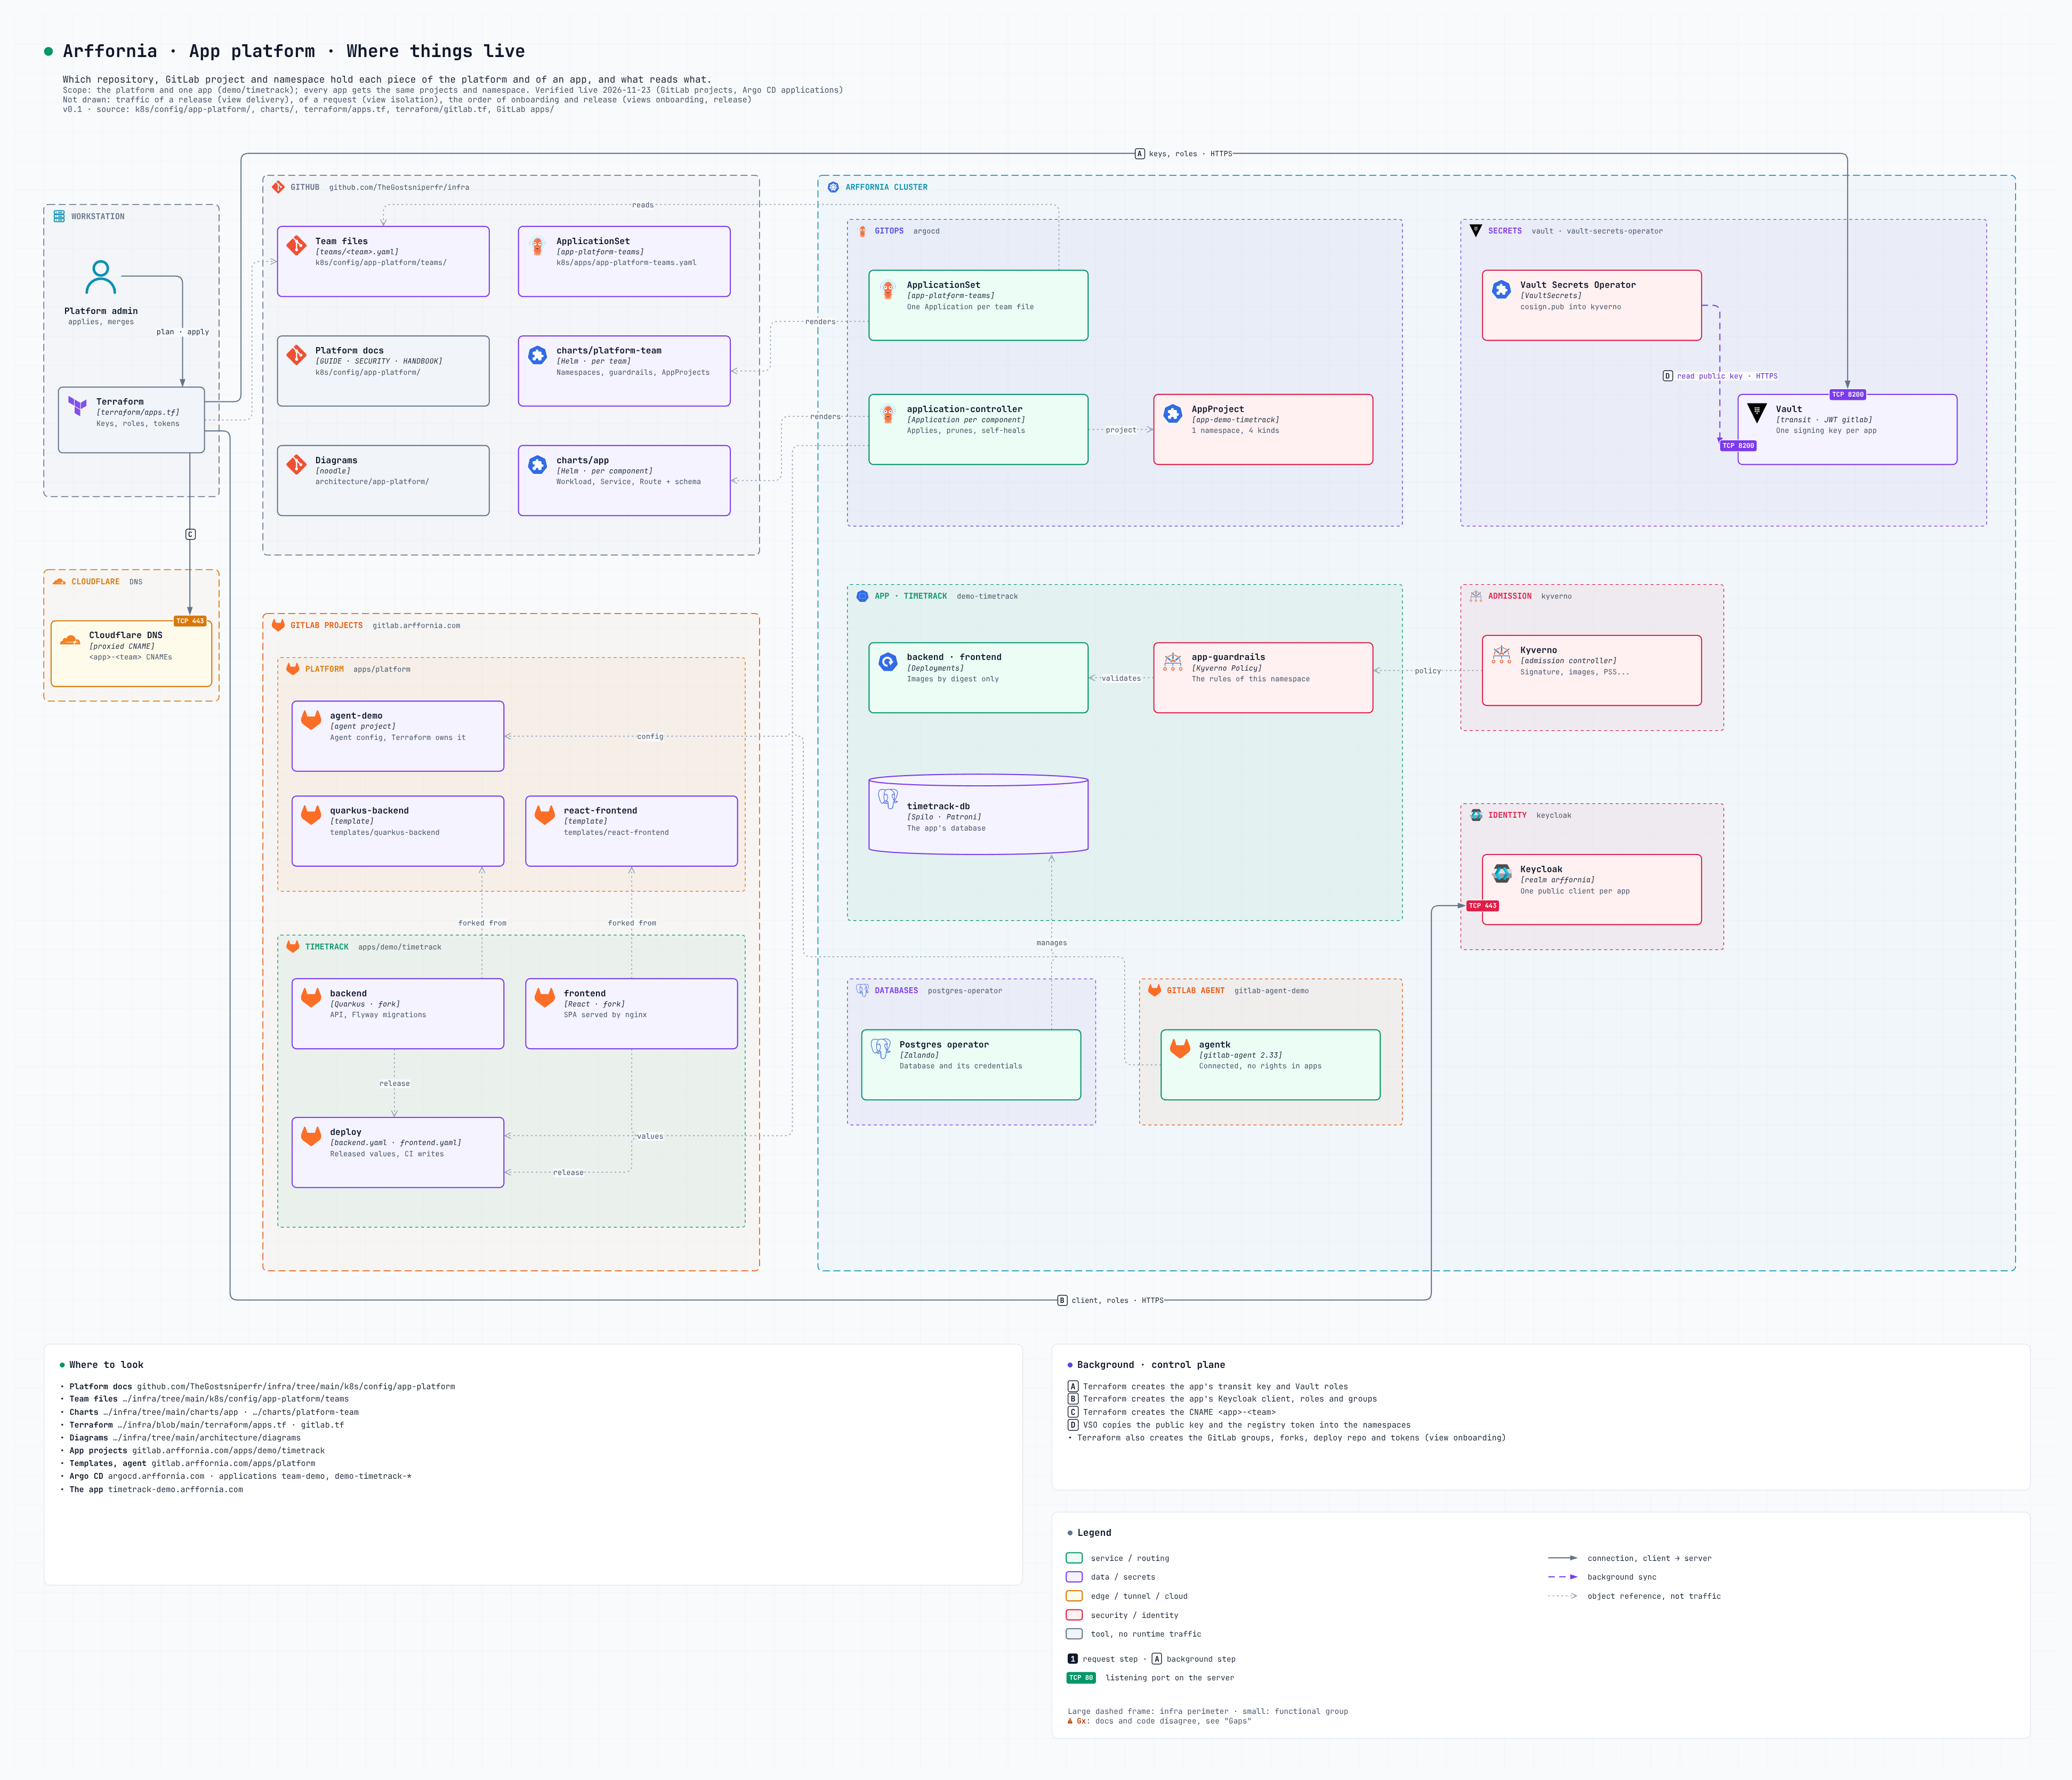 Arffornia · App platform · Where things live
Which repository, GitLab project and namespace hold each piece of the platform and of an app, and what reads what.
Scope: the platform and one app (demo/timetrack); every app gets the same projects and namespace. Verified live 2026-11-23 (GitLab projects, Argo CD applications)
Not drawn: traffic of a release (view delivery), of a request (view isolation), the order of onboarding and release (views onboarding, release)
v0.1 · source: k8s/config/app-platform/, charts/, terraform/apps.tf, terraform/gitlab.tf, GitLab apps/
A keys, roles · HTTPS
WORKSTATION
Platform admin
applies, merges
plan · apply
Terraform
[terraform/apps.tf]
Keys, roles, tokens
C
CLOUDFLARE DNS
TCP 443
Cloudflare DNS
[proxied CNAME]
<app>-<team> CNAMEs
GITHUB github.com/TheGostsniperfr/infra
reads
Team files
[teams/<team>.yaml]
k8s/config/app-platform/teams/
ApplicationSet
[app-platform-teams]
k8s/apps/app-platform-teams.yaml
Platform docs
[GUIDE · SECURITY · HANDBOOK]
k8s/config/app-platform/
charts/platform-team
[Helm · per team]
Namespaces, guardrails, AppProjects
Diagrams
[noodle]
architecture/app-platform/
charts/app
[Helm · per component]
Workload, Service, Route + schema
renders
renders
GITLAB PROJECTS gitlab.arffornia.com
PLATFORM apps/platform
agent-demo
[agent project]
Agent config, Terraform owns it
config
quarkus-backend
[template]
templates/quarkus-backend
react-frontend
[template]
templates/react-frontend
forked from
forked from
TIMETRACK apps/demo/timetrack
backend
[Quarkus · fork]
API, Flyway migrations
frontend
[React · fork]
SPA served by nginx
release
deploy
[backend.yaml · frontend.yaml]
Released values, CI writes
values
release
ARFFORNIA CLUSTER
GITOPS argocd
ApplicationSet
[app-platform-teams]
One Application per team file
application-controller
[Application per component]
Applies, prunes, self-heals
project
AppProject
[app-demo-timetrack]
1 namespace, 4 kinds
SECRETS vault · vault-secrets-operator
Vault Secrets Operator
[VaultSecrets]
cosign.pub into kyverno
D read public key · HTTPS
TCP 8200
TCP 8200
Vault
[transit · JWT gitlab]
One signing key per app
APP · TIMETRACK demo-timetrack
backend · frontend
[Deployments]
Images by digest only
validates
app-guardrails
[Kyverno Policy]
The rules of this namespace
policy
timetrack-db
[Spilo · Patroni]
The app's database
manages
ADMISSION kyverno
Kyverno
[admission controller]
Signature, images, PSS...
IDENTITY keycloak
Keycloak
[realm arffornia]
One public client per app
TCP 443
DATABASES postgres-operator
Postgres operator
[Zalando]
Database and its credentials
GITLAB AGENT gitlab-agent-demo
agentk
[gitlab-agent 2.33]
Connected, no rights in apps
B client, roles · HTTPS
Where to look
• Platform docs github.com/TheGostsniperfr/infra/tree/main/k8s/config/app-platform
• Team files …/infra/tree/main/k8s/config/app-platform/teams
• Charts …/infra/tree/main/charts/app · …/charts/platform-team
• Terraform …/infra/blob/main/terraform/apps.tf · gitlab.tf
• Diagrams …/infra/tree/main/architecture/diagrams
• App projects gitlab.arffornia.com/apps/demo/timetrack
• Templates, agent gitlab.arffornia.com/apps/platform
• Argo CD argocd.arffornia.com · applications team-demo, demo-timetrack-*
• The app timetrack-demo.arffornia.com
Background · control plane
A Terraform creates the app's transit key and Vault roles
B Terraform creates the app's Keycloak client, roles and groups
C Terraform creates the CNAME <app>-<team>
D VSO copies the public key and the registry token into the namespaces
• Terraform also creates the GitLab groups, forks, deploy repo and tokens (view onboarding)
Legend
service / routing
data / secrets
edge / tunnel / cloud
security / identity
tool, no runtime traffic
connection, client → server
background sync
object reference, not traffic
1 request step · A background step
TCP 80 listening port on the server
Large dashed frame: infra perimeter · small: functional group
Gx: docs and code disagree, see "Gaps"